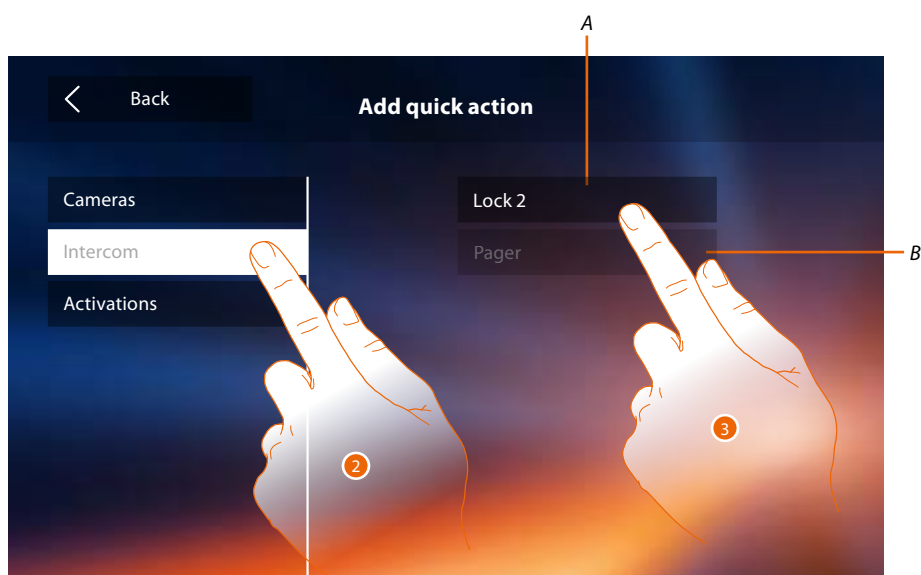 A
Back
Add quick action
Cameras
Lock 2
Intercom
Pager
B
Activations
3
2